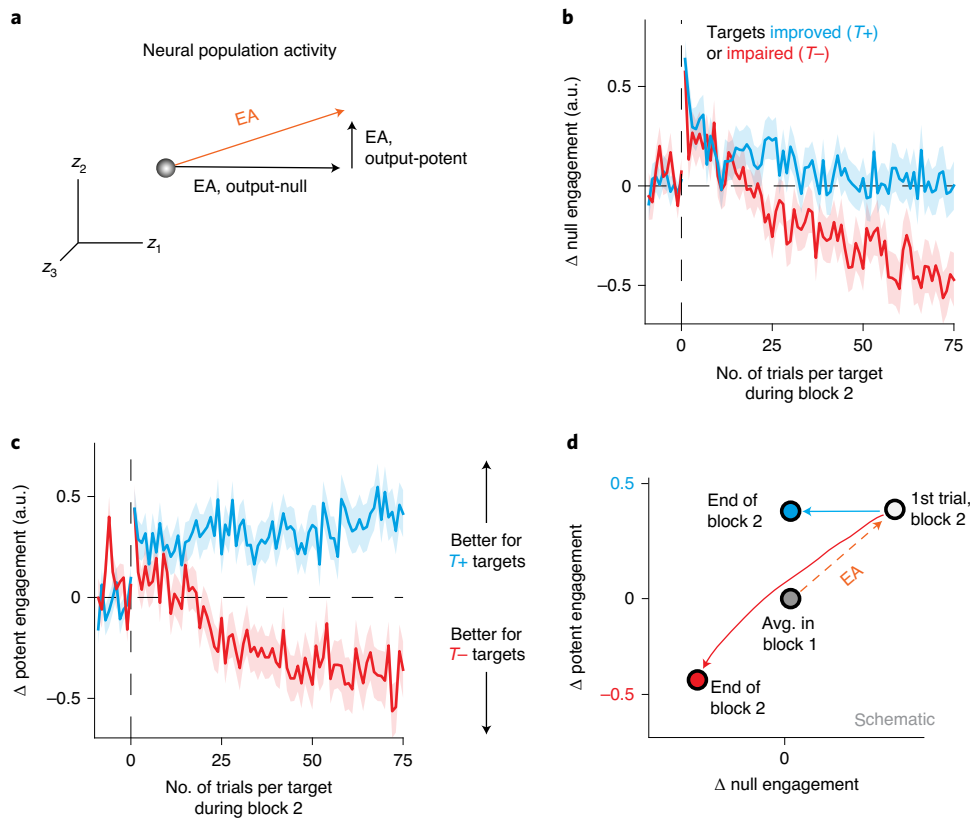 a
Neural population activity
EA
EA,
output-potent
EA, output-null
z2
z1
z3
b
Targets improved (T+)
or impaired (T–)
Δ null engagement (a.u.)
0.5
0
–0.5
0
25
50
75
No. of trials per target
during block 2
c
Δ potent engagement (a.u.)
0.5
0
–0.5
0
25
50
75
No. of trials per target
during block 2
Better for
T+ targets
Better for
T– targets
d
Δ potent engagement
0.5
0
–0.5
End of
block 2
1st trial,
block 2
EA
Avg. in
block 1
End of
block 2
Schematic
0
Δ null engagement